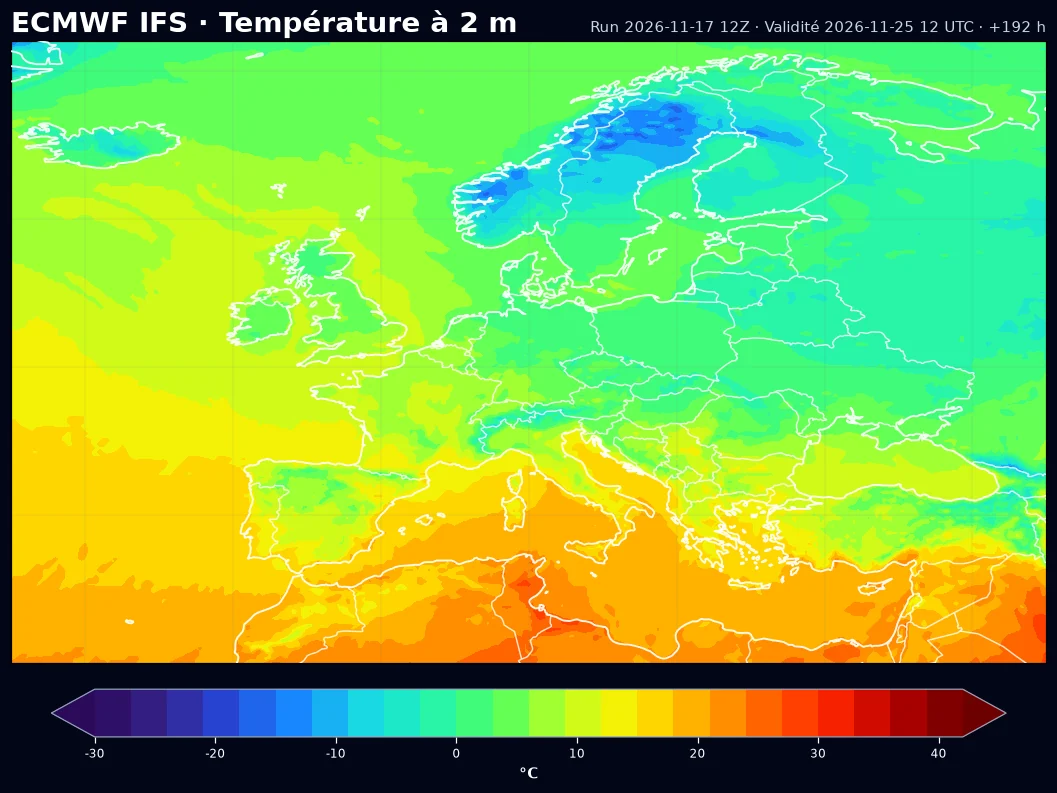 ECMWF IFS · Température à 2 m
Run 2026-11-17 12Z · Validité 2026-11-25 12 UTC · +192 h
-30 -20 -10 0 10 20 30 40
°C